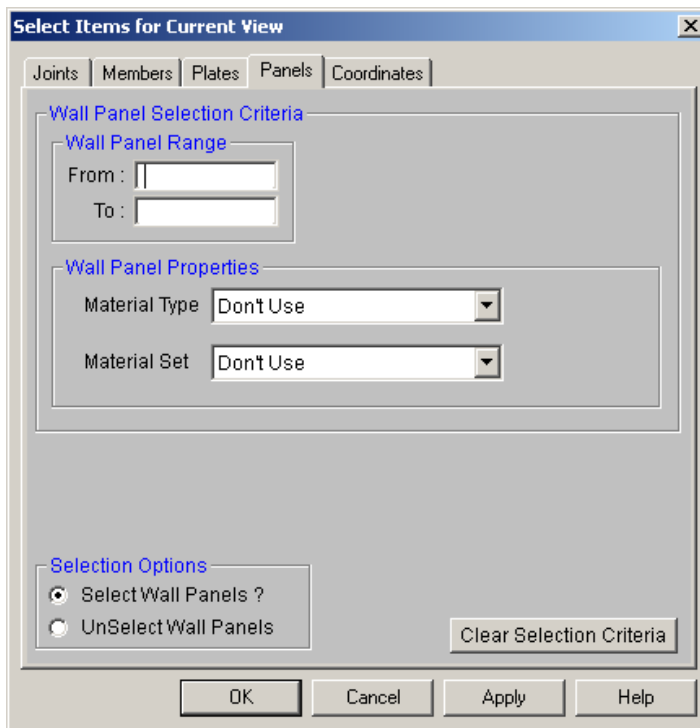 Select Items for Current View
Joints Members Plates Panels Coordinates
Wall Panel Selection Criteria
Wall Panel Range
From :
To :
Wall Panel Properties
Material Type Don't Use
Material Set Don't Use
Selection Options
Select Wall Panels ?
UnSelect Wall Panels
Clear Selection Criteria
OK Cancel Apply Help